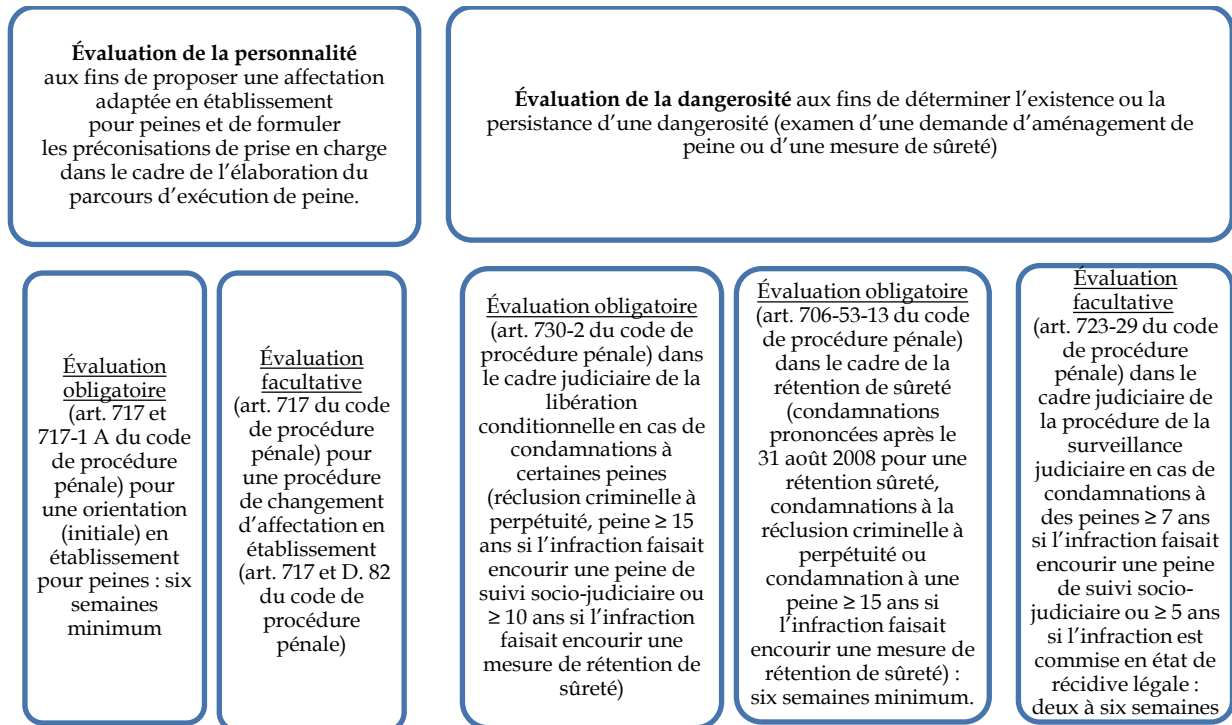 Évaluation de la personnalité
aux fins de proposer une affectation
adaptée en établissement
pour peines et de formuler
les préconisations de prise en charge
dans le cadre de l’élaboration du
parcours d’exécution de peine.
Évaluation de la dangerosité aux fins de déterminer l’existence ou la
persistance d’une dangerosité (examen d’une demande d’aménagement de
peine ou d’une mesure de sûreté)
Évaluation
obligatoire
(art. 717 et
717-1 A du code
de procédure
pénale) pour
une orientation
(initiale) en
établissement
pour peines : six
semaines
minimum
Évaluation
facultative
(art. 717 du code
de procédure
pénale) pour
une procédure
de changement
d’affectation en
établissement
(art. 717 et D. 82
du code de
procédure
pénale)
Évaluation obligatoire
(art. 730-2 du code de
procédure pénale) dans
le cadre judiciaire de la
libération
conditionnelle en cas de
condamnations à
certaines peines
(réclusion criminelle à
perpétuité, peine ≥ 15
ans si l’infraction faisait
encourir une peine de
suivi socio-judiciaire ou
≥ 10 ans si l’infraction
faisait encourir une
mesure de rétention de
sûreté)
Évaluation obligatoire
(art. 706-53-13 du code
de procédure pénale)
dans le cadre de la
rétention de sûreté
(condamnations
prononcées après le
31 août 2008 pour une
rétention sûreté,
condamnations à la
réclusion criminelle à
perpétuité ou
condamnation à une
peine ≥ 15 ans si
l’infraction faisait
encourir une mesure de
rétention de sûreté) :
six semaines minimum.
Évaluation
facultative
(art. 723-29 du code
de procédure
pénale) dans le
cadre judiciaire de
la procédure de la
surveillance
judiciaire en cas de
condamnations à
des peines ≥ 7 ans
si l’infraction faisait
encourir une peine
de suivi socio-
judiciaire ou ≥ 5 ans
si l’infraction est
commise en état de
récidive légale :
deux à six semaines